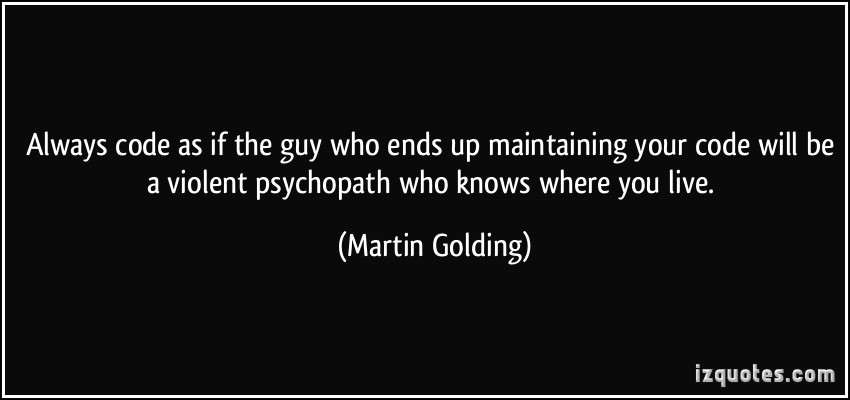 Always code as if the guy who ends up maintaining your code will be
a violent psychopath who knows where you live.
(Martin Golding)
izquotes.com